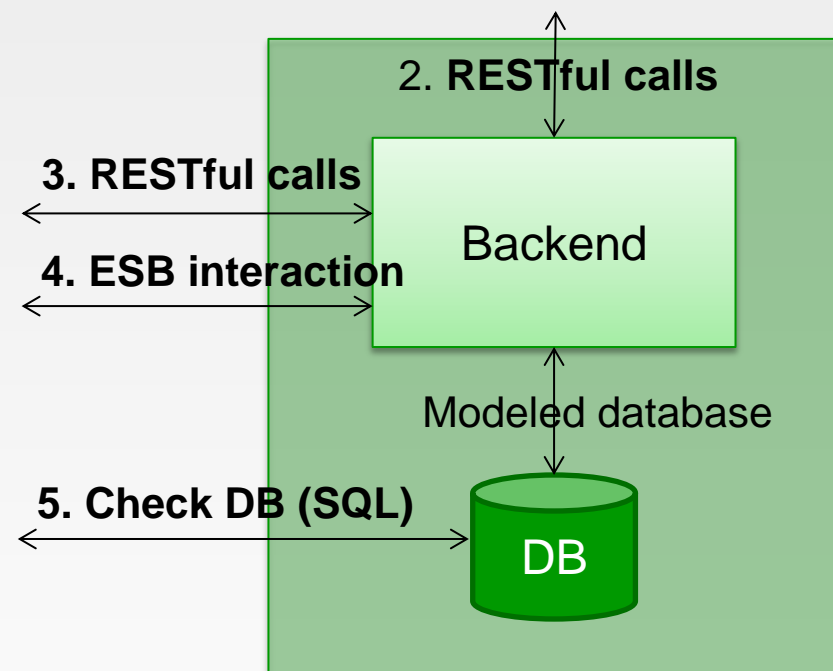 2. RESTful calls
3. RESTful calls
Backend
4. ESB interaction
Modeled database
5. Check DB (SQL)
DB